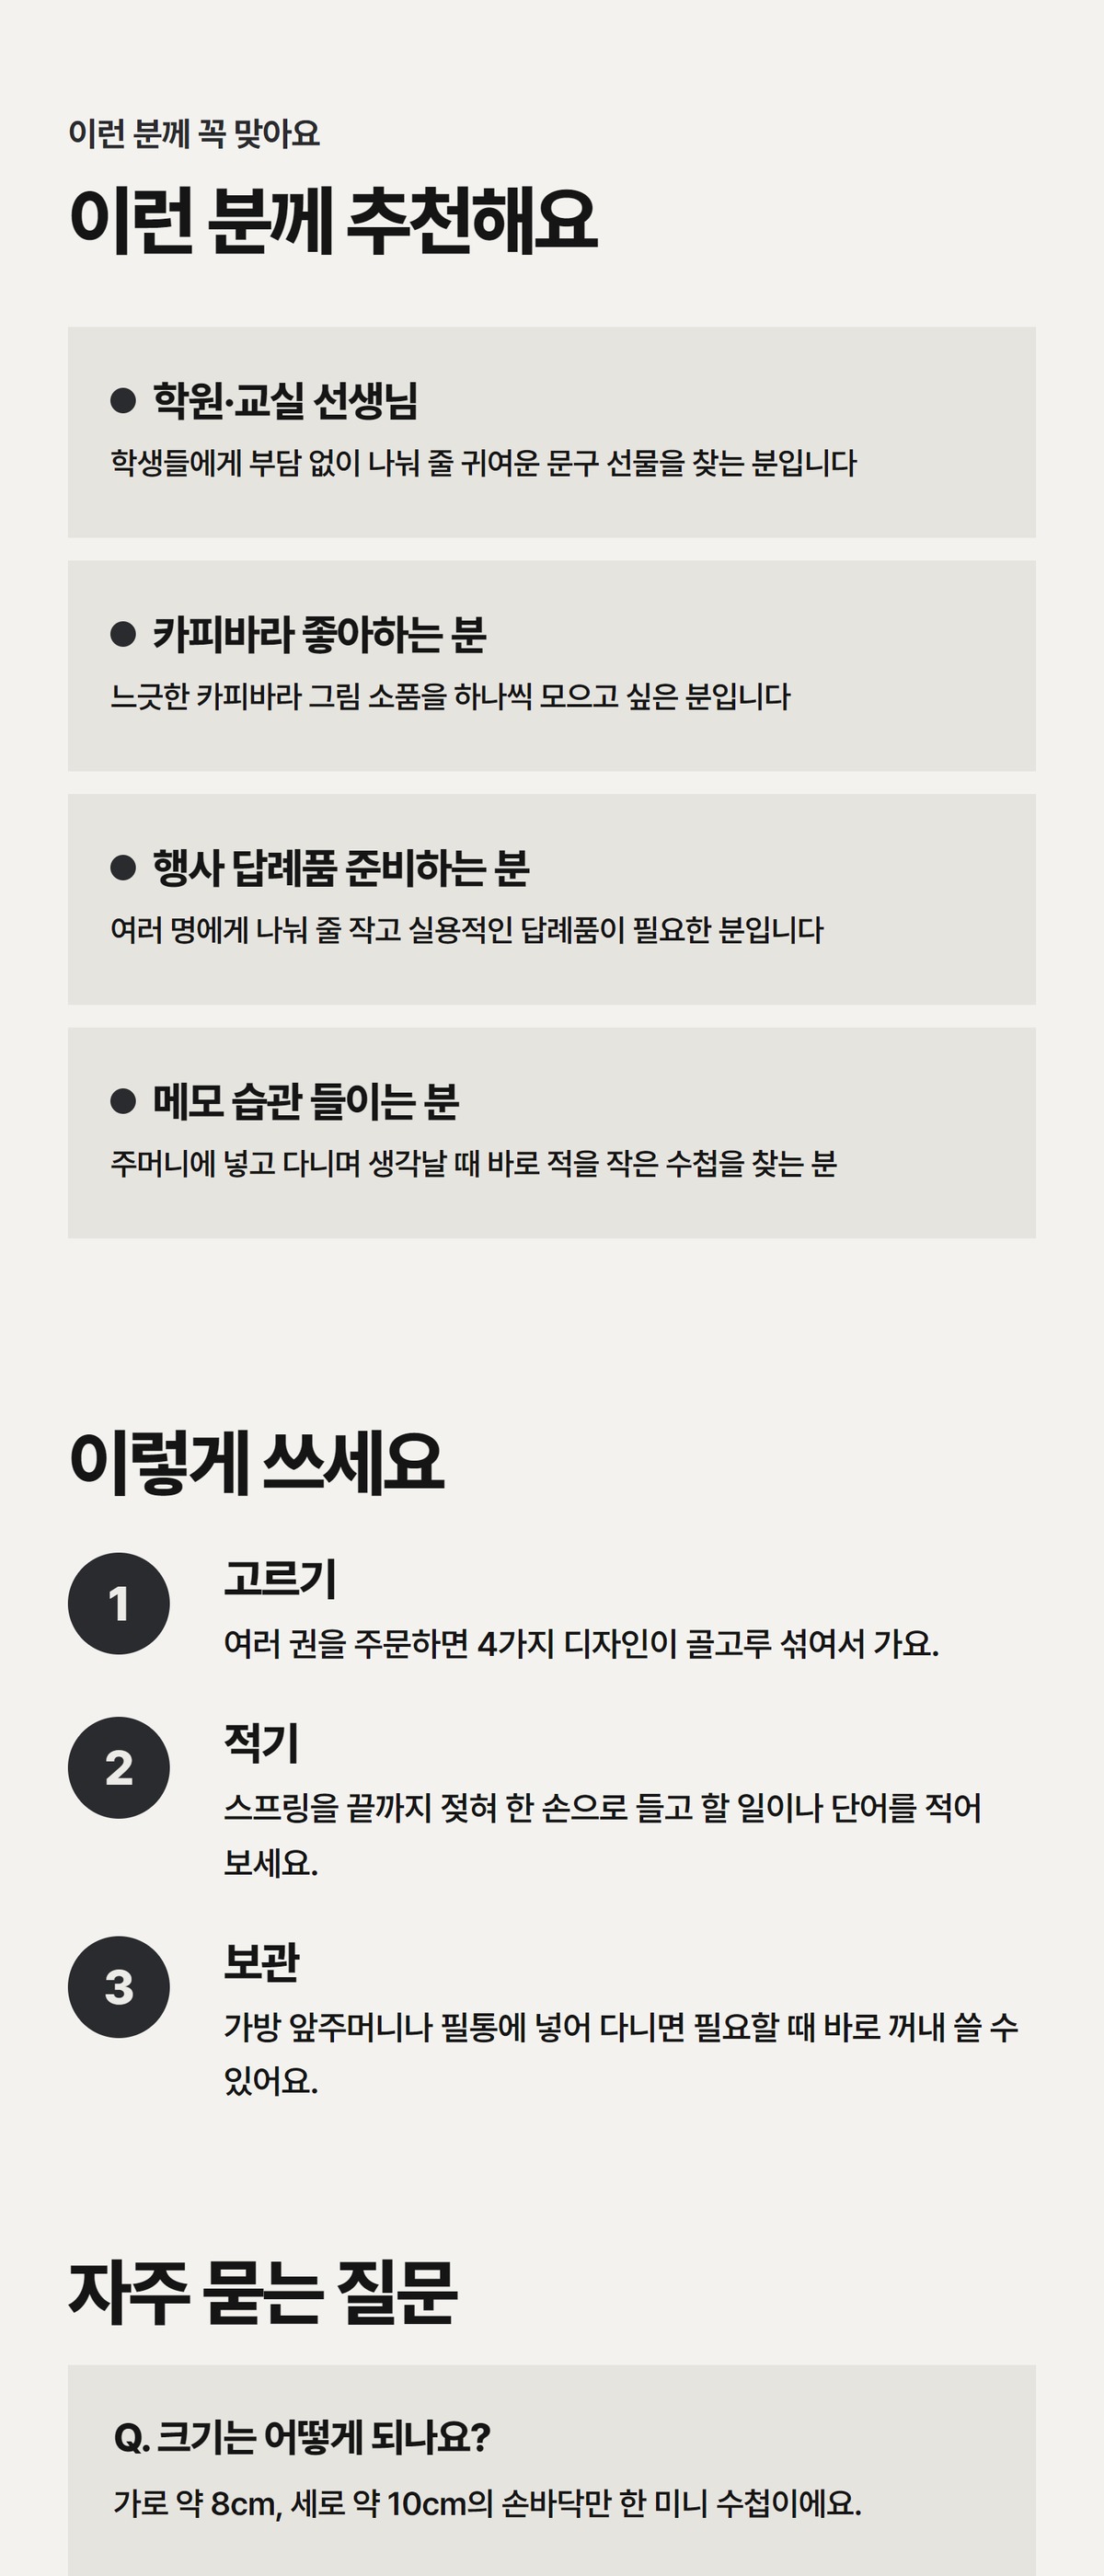 이런 분께 꼭 맞아요
이런 분께 추천해요
● 학원·교실 선생님
학생들에게 부담 없이 나눠 줄 귀여운 문구 선물을 찾는 분입니다
● 카피바라 좋아하는 분
느긋한 카피바라 그림 소품을 하나씩 모으고 싶은 분입니다
● 행사 답례품 준비하는 분
여러 명에게 나눠 줄 작고 실용적인 답례품이 필요한 분입니다
● 메모 습관 들이는 분
주머니에 넣고 다니며 생각날 때 바로 적을 작은 수첩을 찾는 분
이렇게 쓰세요
1 고르기
여러 권을 주문하면 4가지 디자인이 골고루 섞여서 가요.
2 적기
스프링을 끝까지 젖혀 한 손으로 들고 할 일이나 단어를 적어
보세요.
3 보관
가방 앞주머니나 필통에 넣어 다니면 필요할 때 바로 꺼내 쓸 수
있어요.
자주 묻는 질문
Q. 크기는 어떻게 되나요?
가로 약 8cm, 세로 약 10cm의 손바닥만 한 미니 수첩이에요.